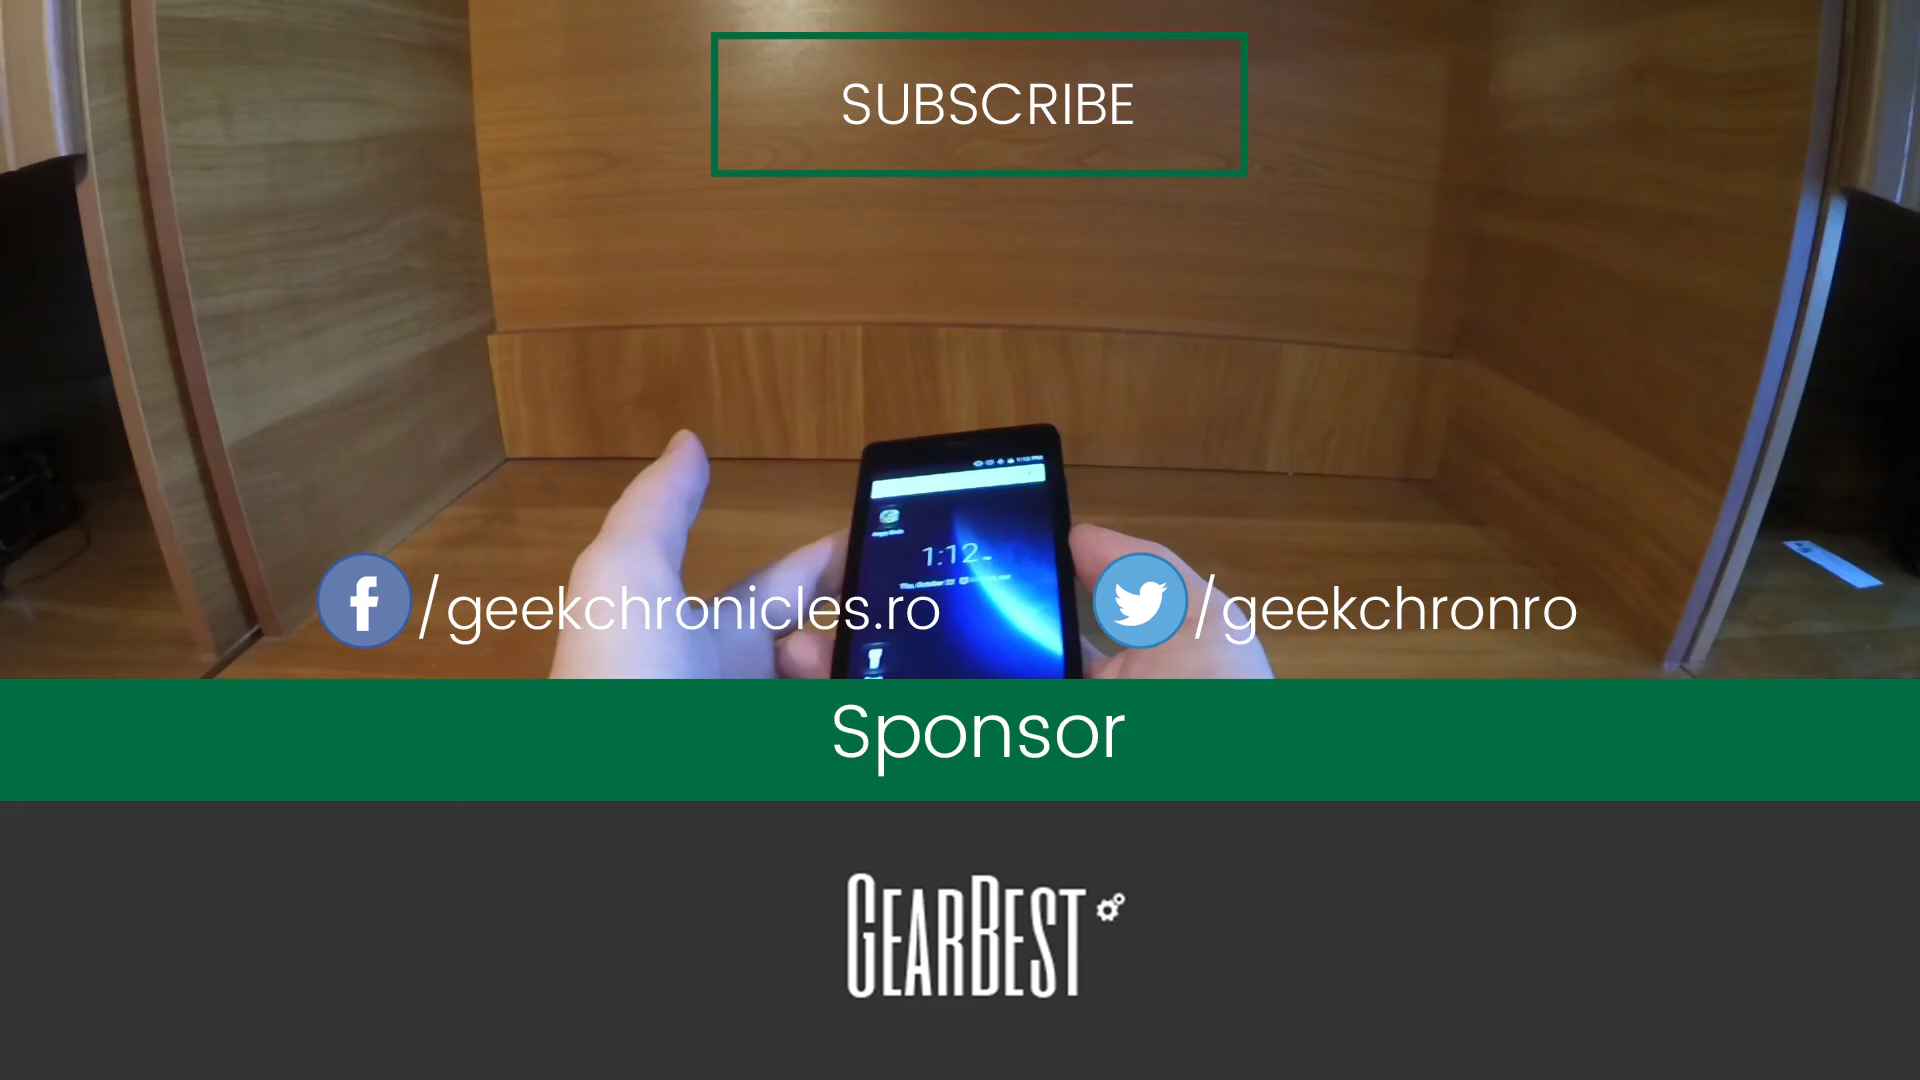 SUBSCRIBE
1:12
/geekchronicles.ro
/geekchronro
Sponsor
GEARBEST